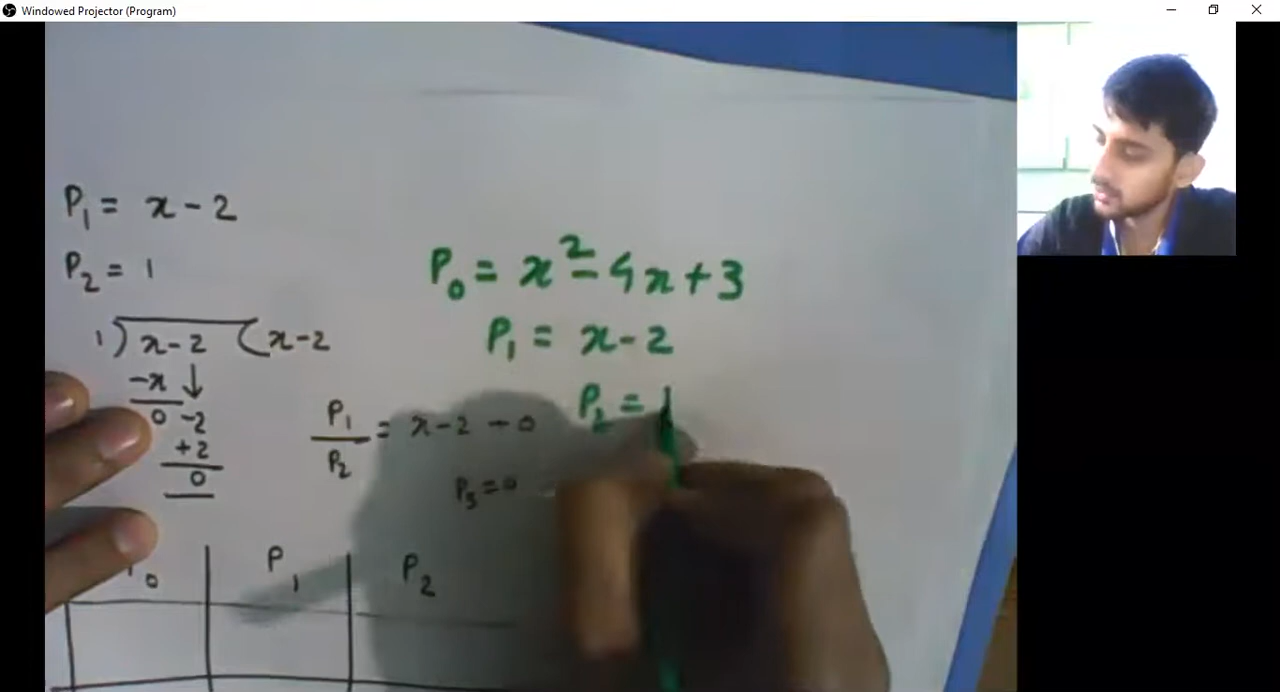 Windowed Projector (Program)
P₁ = x - 2
P₂ = 1
1) x - 2 ( x - 2
-x ↓
0 -2
+2
0
P₁/P₂ = x - 2 - 0
P₃ = 0
P₀ = x² - 4x + 3
P₁ = x - 2
P₂ = 1
₀ P₁ P₂